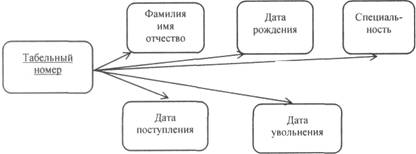 Фамилия
имя
отчество
Дата
рождения
Специаль-
ность
Табельный
номер
Дата
поступления
Дата
увольнения